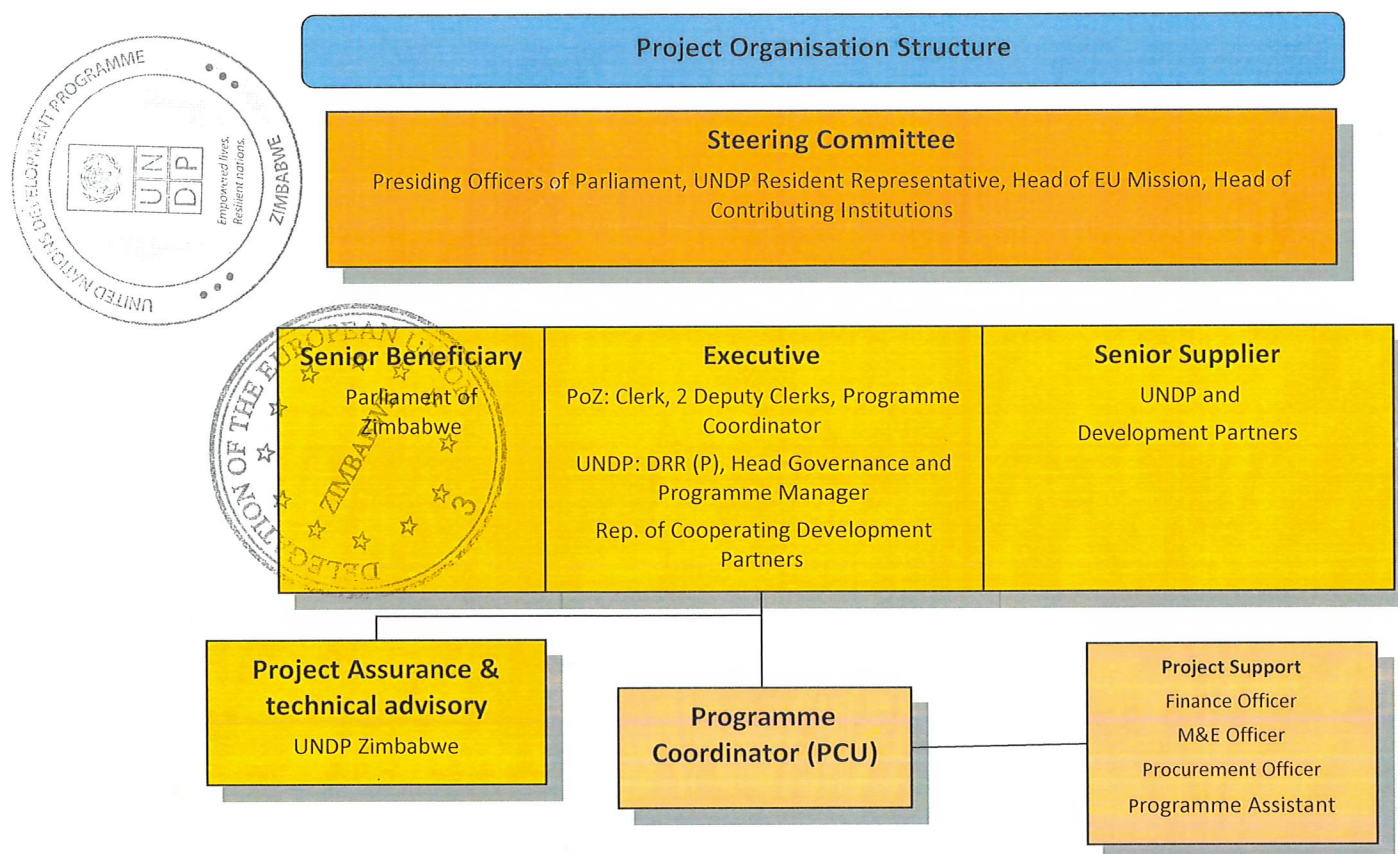 Project Organisation Structure
UNITED NATIONS DEVELOPMENT PROGRAMME
ZIMBABWE
U N
D P
Empowered lives.
Resilient nations.
Steering Committee
Presiding Officers of Parliament, UNDP Resident Representative, Head of EU Mission, Head of
Contributing Institutions
DELEGATION OF THE EUROPEAN UNION
ZIMBABWE
3
Senior Beneficiary
Parliament of
Zimbabwe
Executive
PoZ: Clerk, 2 Deputy Clerks, Programme
Coordinator
UNDP: DRR (P), Head Governance and
Programme Manager
Rep. of Cooperating Development
Partners
Senior Supplier
UNDP and
Development Partners
Project Assurance &
technical advisory
UNDP Zimbabwe
Programme
Coordinator (PCU)
Project Support
Finance Officer
M&E Officer
Procurement Officer
Programme Assistant